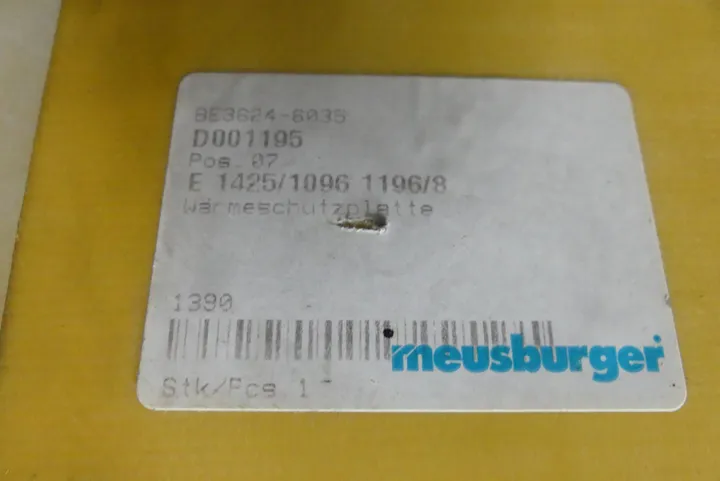 BE3624-6035
D001195
Pos. 07
E 1425/1096 1196/8
Wärmeschutzplatte
1390
meusburger
Stk/Pcs 1